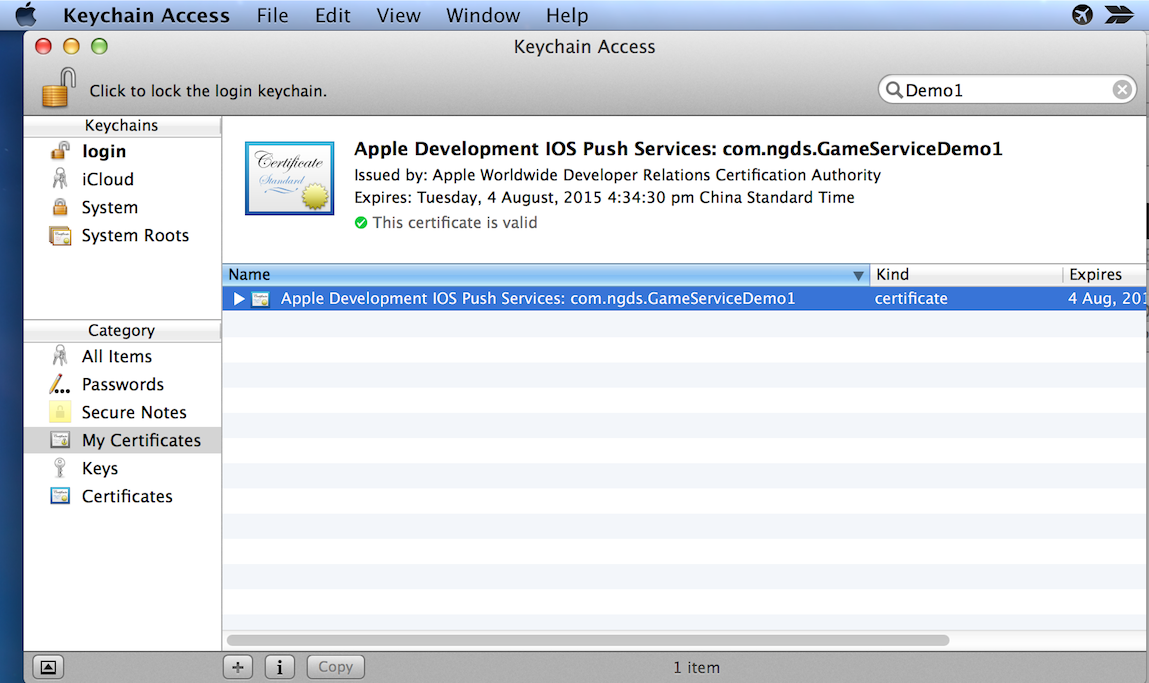 Keychain Access File Edit View Window Help
Keychain Access
Click to lock the login keychain.
Demo1
Keychains
login
iCloud
System
System Roots
Category
All Items
Passwords
Secure Notes
My Certificates
Keys
Certificates
Certificate
Standard
Apple Development IOS Push Services: com.ngds.GameServiceDemo1
Issued by: Apple Worldwide Developer Relations Certification Authority
Expires: Tuesday, 4 August, 2015 4:34:30 pm China Standard Time
This certificate is valid
Name Kind Expires
Apple Development IOS Push Services: com.ngds.GameServiceDemo1 certificate 4 Aug, 201
+ i Copy 1 item